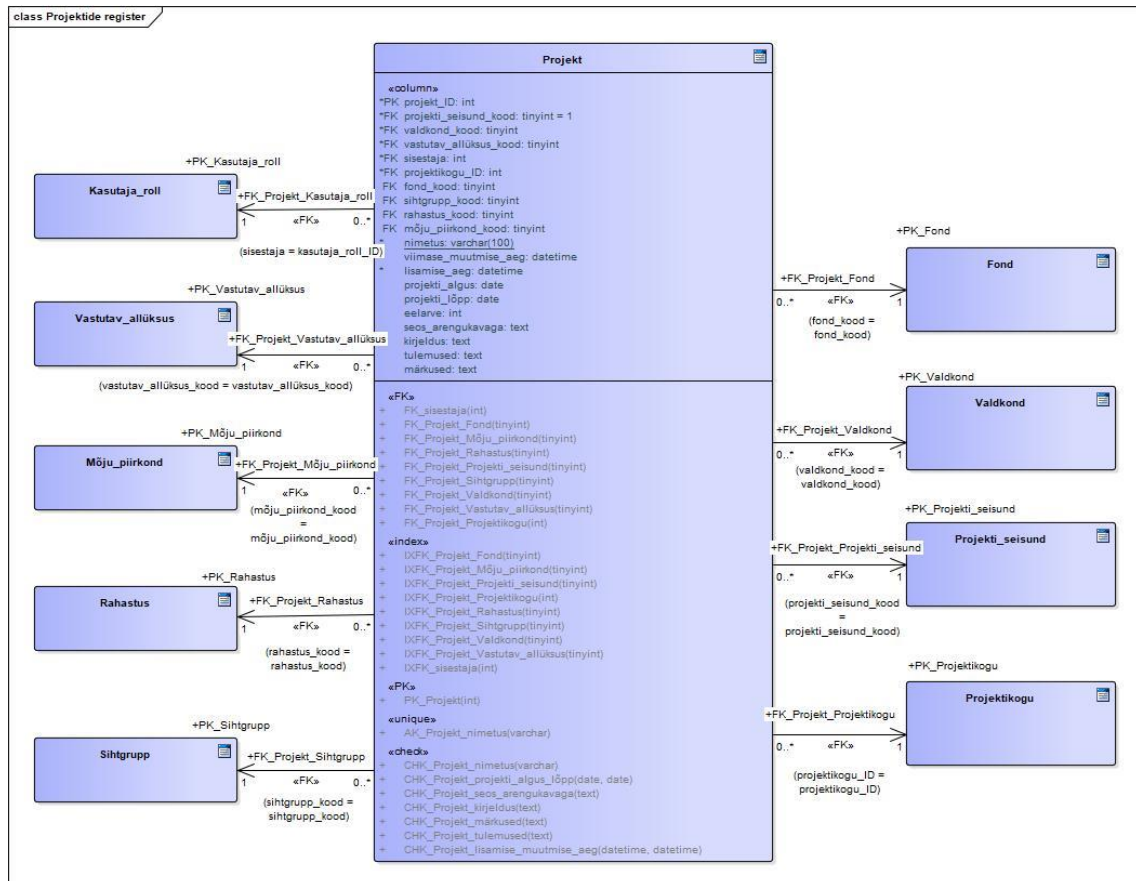 class Projektide register
Projekt
«column»
*PK projekt_ID: int
*FK projekti_seisund_kood: tinyint = 1
*FK valdkond_kood: tinyint
*FK vastutav_allüksus_kood: tinyint
*FK sisestaja: int
*FK projektikogu_ID: int
FK fond_kood: tinyint
FK sihtgrupp_kood: tinyint
FK rahastus_kood: tinyint
FK mõju_piirkond_kood: tinyint
* nimetus: varchar(100)
viimase_muutmise_aeg: datetime
* lisamise_aeg: datetime
projekti_algus: date
projekti_lõpp: date
eelarve: int
seos_arengukavaga: text
kirjeldus: text
tulemused: text
märkused: text
«FK»
+ FK_sisestaja(int)
+ FK_Projekt_Fond(tinyint)
+ FK_Projekt_Mõju_piirkond(tinyint)
+ FK_Projekt_Rahastus(tinyint)
+ FK_Projekt_Projekti_seisund(tinyint)
+ FK_Projekt_Sihtgrupp(tinyint)
+ FK_Projekt_Valdkond(tinyint)
+ FK_Projekt_Vastutav_allüksus(tinyint)
+ FK_Projekt_Projektikogu(int)
«index»
+ IXFK_Projekt_Fond(tinyint)
+ IXFK_Projekt_Mõju_piirkond(tinyint)
+ IXFK_Projekt_Projekti_seisund(tinyint)
+ IXFK_Projekt_Projektikogu(int)
+ IXFK_Projekt_Rahastus(tinyint)
+ IXFK_Projekt_Sihtgrupp(tinyint)
+ IXFK_Projekt_Valdkond(tinyint)
+ IXFK_Projekt_Vastutav_allüksus(tinyint)
+ IXFK_sisestaja(int)
«PK»
+ PK_Projekt(int)
«unique»
+ AK_Projekt_nimetus(varchar)
«check»
+ CHK_Projekt_nimetus(varchar)
+ CHK_Projekt_projekti_algus_lõpp(date, date)
+ CHK_Projekt_seos_arengukavaga(text)
+ CHK_Projekt_kirjeldus(text)
+ CHK_Projekt_märkused(text)
+ CHK_Projekt_tulemused(text)
+ CHK_Projekt_lisamise_muutmise_aeg(datetime, datetime)
+PK_Kasutaja_roll
Kasutaja_roll
+FK_Projekt_Kasutaja_roll
1 «FK» 0..*
(sisestaja = kasutaja_roll_ID)
+PK_Vastutav_allüksus
Vastutav_allüksus
+FK_Projekt_Vastutav_allüksus
1 «FK» 0..*
(vastutav_allüksus_kood = vastutav_allüksus_kood)
+PK_Mõju_piirkond
Mõju_piirkond
+FK_Projekt_Mõju_piirkond
1 «FK» 0..*
(mõju_piirkond_kood
=
mõju_piirkond_kood)
+PK_Rahastus
Rahastus
+FK_Projekt_Rahastus
1 «FK» 0..*
(rahastus_kood =
rahastus_kood)
+PK_Sihtgrupp
Sihtgrupp
+FK_Projekt_Sihtgrupp
1 «FK» 0..*
(sihtgrupp_kood =
sihtgrupp_kood)
+PK_Fond
Fond
+FK_Projekt_Fond
0..* «FK» 1
(fond_kood =
fond_kood)
+PK_Valdkond
Valdkond
+FK_Projekt_Valdkond
0..* «FK» 1
(valdkond_kood =
valdkond_kood)
+PK_Projekti_seisund
Projekti_seisund
+FK_Projekt_Projekti_seisund
0..* «FK» 1
(projekti_seisund_kood
=
projekti_seisund_kood)
+PK_Projektikogu
Projektikogu
+FK_Projekt_Projektikogu
0..* «FK» 1
(projektikogu_ID =
projektikogu_ID)